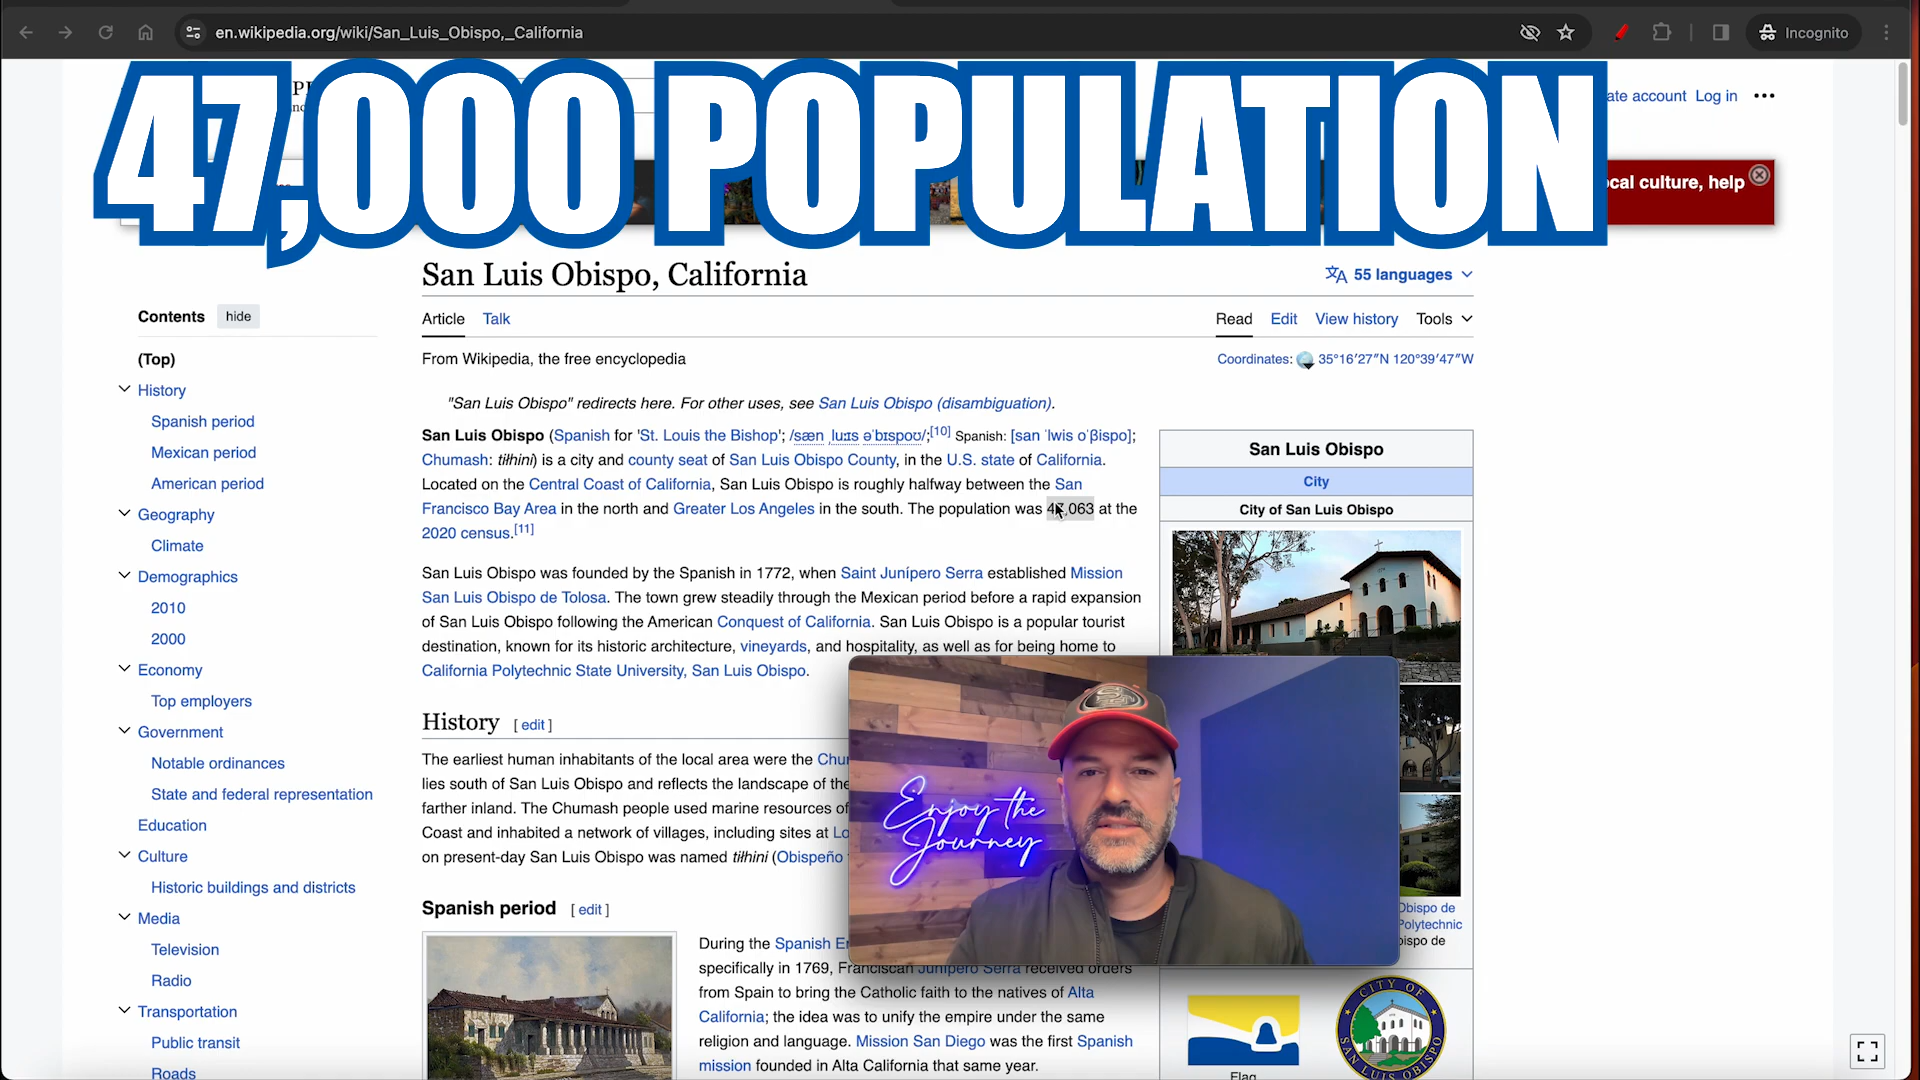 en.wikipedia.org/wiki/San_Luis_Obispo,_California
Incognito
47,000 POPULATION
ate account Log in
ocal culture, help
San Luis Obispo, California
55 languages
Contents hide
Article Talk
Read Edit View history Tools
(Top)
From Wikipedia, the free encyclopedia
Coordinates: 35°16′27″N 120°39′47″W
History
"San Luis Obispo" redirects here. For other uses, see San Luis Obispo (disambiguation).
Spanish period
Mexican period
American period
Geography
Climate
Demographics
2010
2000
Economy
Top employers
Government
Notable ordinances
State and federal representation
Education
Culture
Historic buildings and districts
Media
Television
Radio
Transportation
Public transit
Roads
San Luis Obispo (Spanish for 'St. Louis the Bishop'; /sæn ˌluːɪs əˈbɪspoʊ/;[10] Spanish: [san ˈlwis oˈβispo];
Chumash: tiłhini) is a city and county seat of San Luis Obispo County, in the U.S. state of California.
Located on the Central Coast of California, San Luis Obispo is roughly halfway between the San
Francisco Bay Area in the north and Greater Los Angeles in the south. The population was 47,063 at the
2020 census.[11]
San Luis Obispo was founded by the Spanish in 1772, when Saint Junípero Serra established Mission
San Luis Obispo de Tolosa. The town grew steadily through the Mexican period before a rapid expansion
of San Luis Obispo following the American Conquest of California. San Luis Obispo is a popular tourist
destination, known for its historic architecture, vineyards, and hospitality, as well as for being home to
California Polytechnic State University, San Luis Obispo.
History [ edit ]
The earliest human inhabitants of the local area were the Chu
lies south of San Luis Obispo and reflects the landscape of the
farther inland. The Chumash people used marine resources of
Coast and inhabited a network of villages, including sites at Lo
on present-day San Luis Obispo was named tiłhini (Obispeño
Spanish period [ edit ]
During the Spanish E
specifically in 1769, Franciscan Junípero Serra received orders
from Spain to bring the Catholic faith to the natives of Alta
California; the idea was to unify the empire under the same
religion and language. Mission San Diego was the first Spanish
mission founded in Alta California that same year.
San Luis Obispo
City
City of San Luis Obispo
Enjoy the
Journey
Obispo de
Polytechnic
bispo de
Flag
CITY OF
SAN LUIS OBISPO